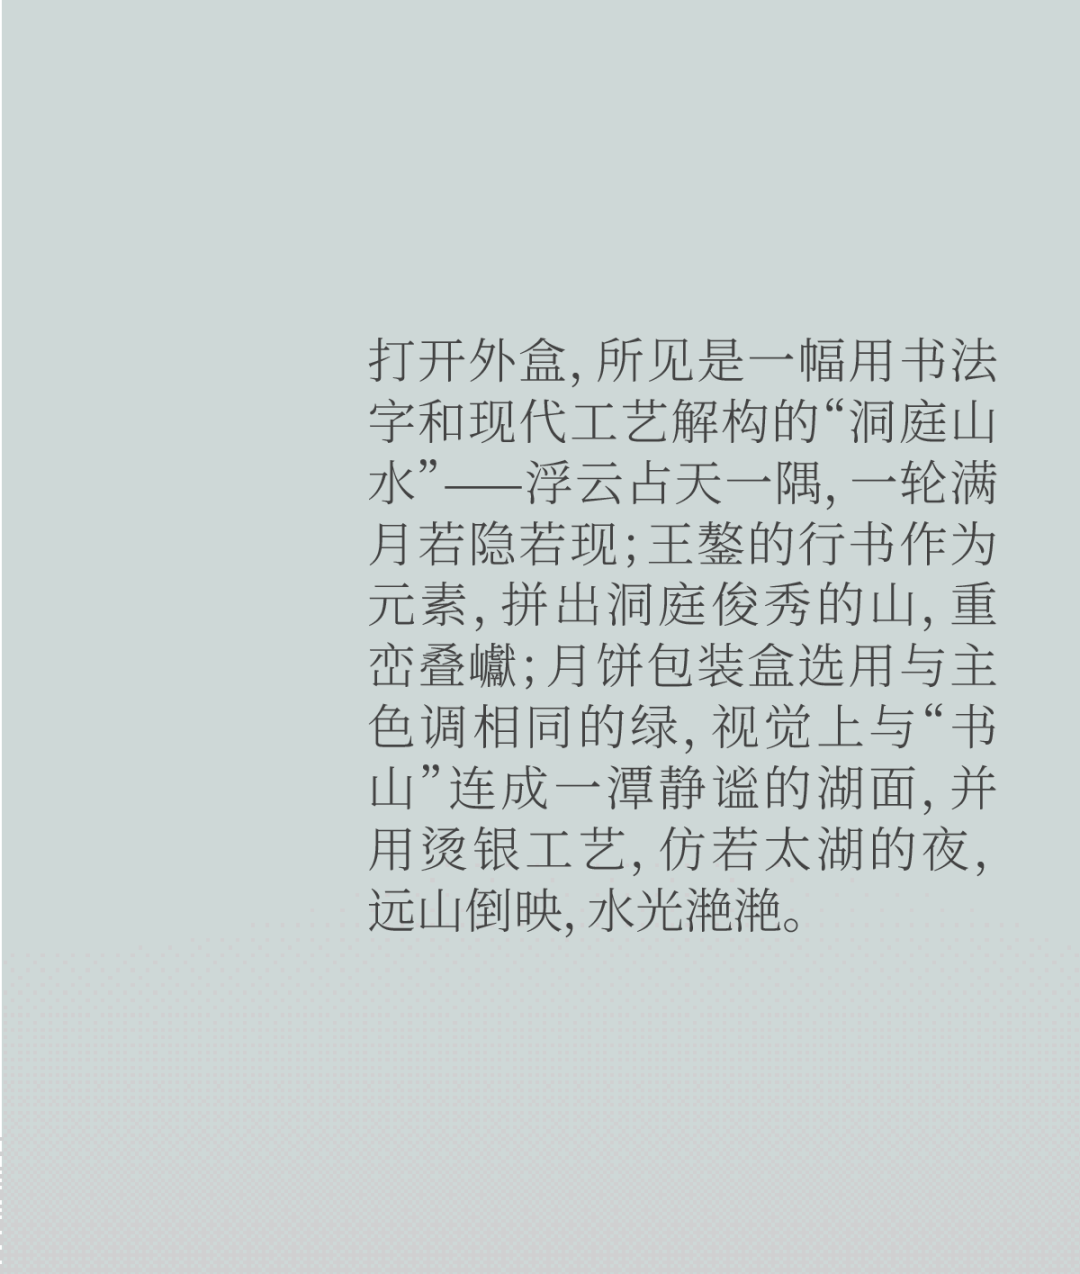 打开外盒，所见是一幅用书法
字和现代工艺解构的“洞庭山
水”——浮云占天一隅，一轮满
月若隐若现；王鏊的行书作为
元素，拼出洞庭俊秀的山，重
峦叠巘；月饼包装盒选用与主
色调相同的绿，视觉上与“书
山”连成一潭静谧的湖面，并
用烫银工艺，仿若太湖的夜，
远山倒映，水光滟滟。